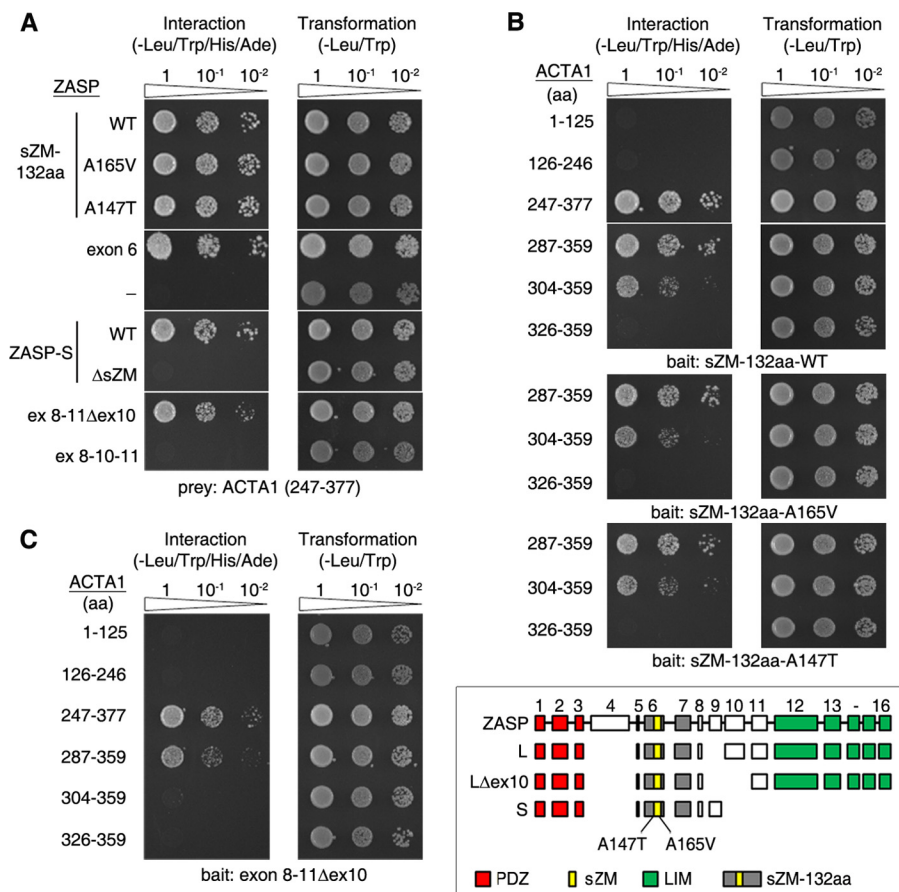 A
Interaction
(-Leu/Trp/His/Ade)
Transformation
(-Leu/Trp)
ZASP
1 10-1 10-2
1 10-1 10-2
sZM-
132aa
WT
A165V
A147T
exon 6
–
ZASP-S
WT
ΔsZM
ex 8-11Δex10
ex 8-10-11
prey: ACTA1 (247-377)
B
Interaction
(-Leu/Trp/His/Ade)
Transformation
(-Leu/Trp)
ACTA1
(aa)
1 10-1 10-2
1 10-1 10-2
1-125
126-246
247-377
287-359
304-359
326-359
bait: sZM-132aa-WT
287-359
304-359
326-359
bait: sZM-132aa-A165V
287-359
304-359
326-359
bait: sZM-132aa-A147T
C
Interaction
(-Leu/Trp/His/Ade)
Transformation
(-Leu/Trp)
ACTA1
(aa)
1 10-1 10-2
1 10-1 10-2
1-125
126-246
247-377
287-359
304-359
326-359
bait: exon 8-11Δex10
1 2 3 4 5 6 7 8 9 10 11 12 13 - 16
ZASP
L
LΔex10
S
A147T A165V
PDZ sZM LIM sZM-132aa